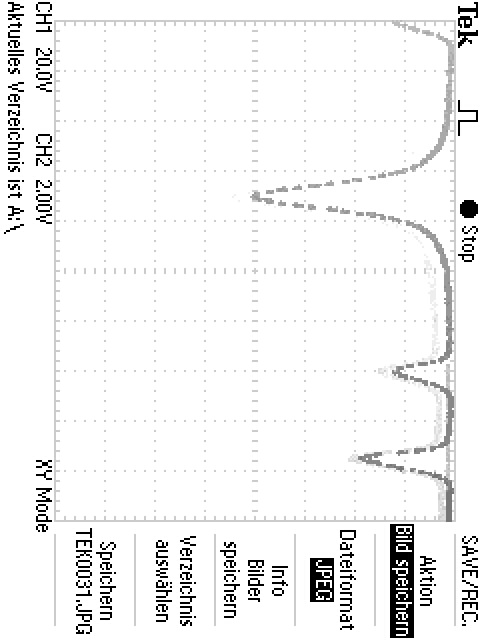 Tek
Stop
SAVE/REC.
Aktion
Bild speichern
Dateiformat
JPEG
Info
Bilder
speichern
Verzeichnis
auswählen
Speichern
TEK0031.JPG
CH1 20.0V CH2 2.00V XY Mode
Aktuelles Verzeichnis ist A:\